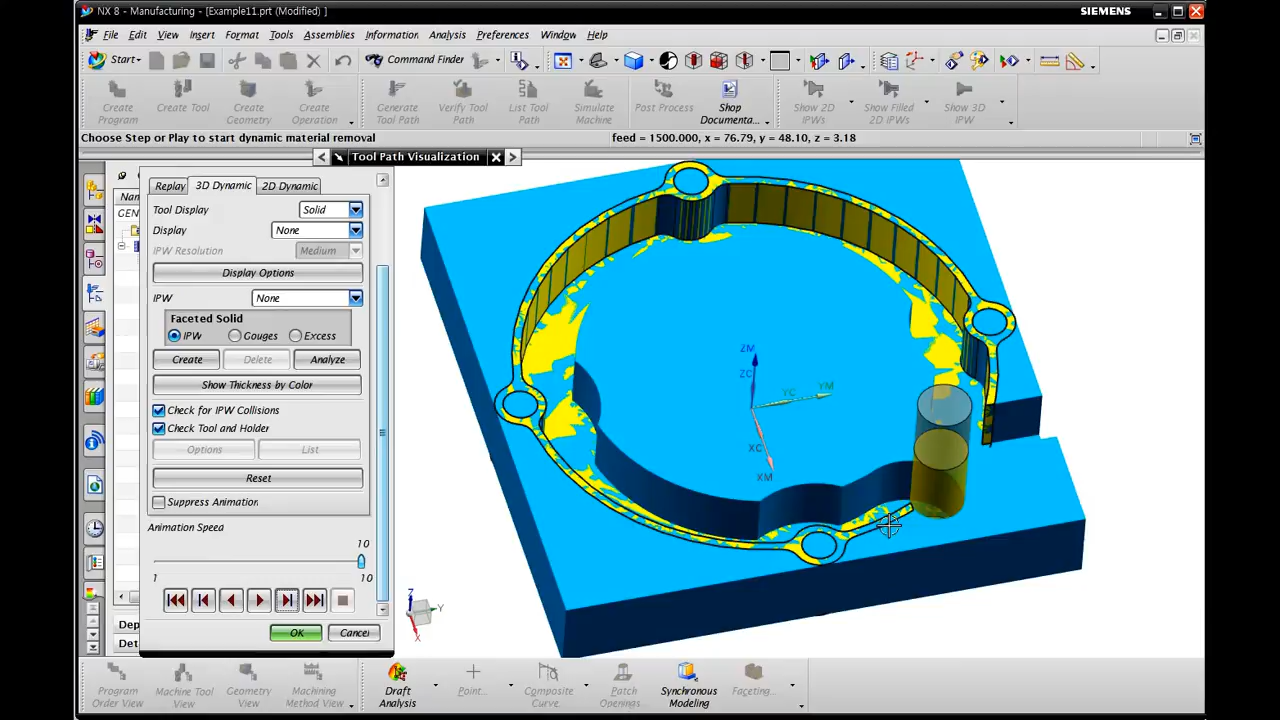 NX 8 - Manufacturing - [Example11.prt (Modified) ]
SIEMENS
File Edit View Insert Format Tools Assemblies Information Analysis Preferences Window Help
Start Command Finder
Create Program
Create Tool
Create Geometry
Create Operation
Generate Tool Path
Verify Tool Path
List Tool Path
Simulate Machine
Post Process
Shop Documenta...
Show 2D IPWs
Show Filled 2D IPWs
Show 3D IPW
Choose Step or Play to start dynamic material removal
feed = 1500.000, x = 76.79, y = 48.10, z = 3.18
Tool Path Visualization
Replay 3D Dynamic 2D Dynamic
Nam
GEN
Tool Display Solid
Display None
IPW Resolution Medium
Display Options
IPW None
Faceted Solid
IPW Gouges Excess
Create Delete Analyze
Show Thickness by Color
Check for IPW Collisions
Check Tool and Holder
Options List
Reset
Suppress Animation
Animation Speed
10
1 10
OK Cancel
Dep
Det
ZM
ZC
YM
YC
XC
XM
Z
Y
X
Program Order View
Machine Tool View
Geometry View
Machining Method View
Draft Analysis
Point...
Composite Curve
Patch Openings
Synchronous Modeling
Faceting...